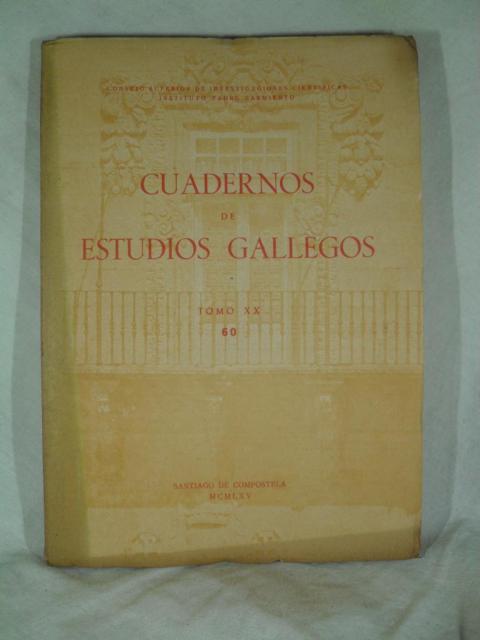 CONSEJO SUPERIOR DE INVESTIGACIONES CIENTIFICAS
INSTITUTO PADRE SARMIENTO
CUADERNOS
DE
ESTUDIOS GALLEGOS
TOMO XX
60
SANTIAGO DE COMPOSTELA
MCMLXV